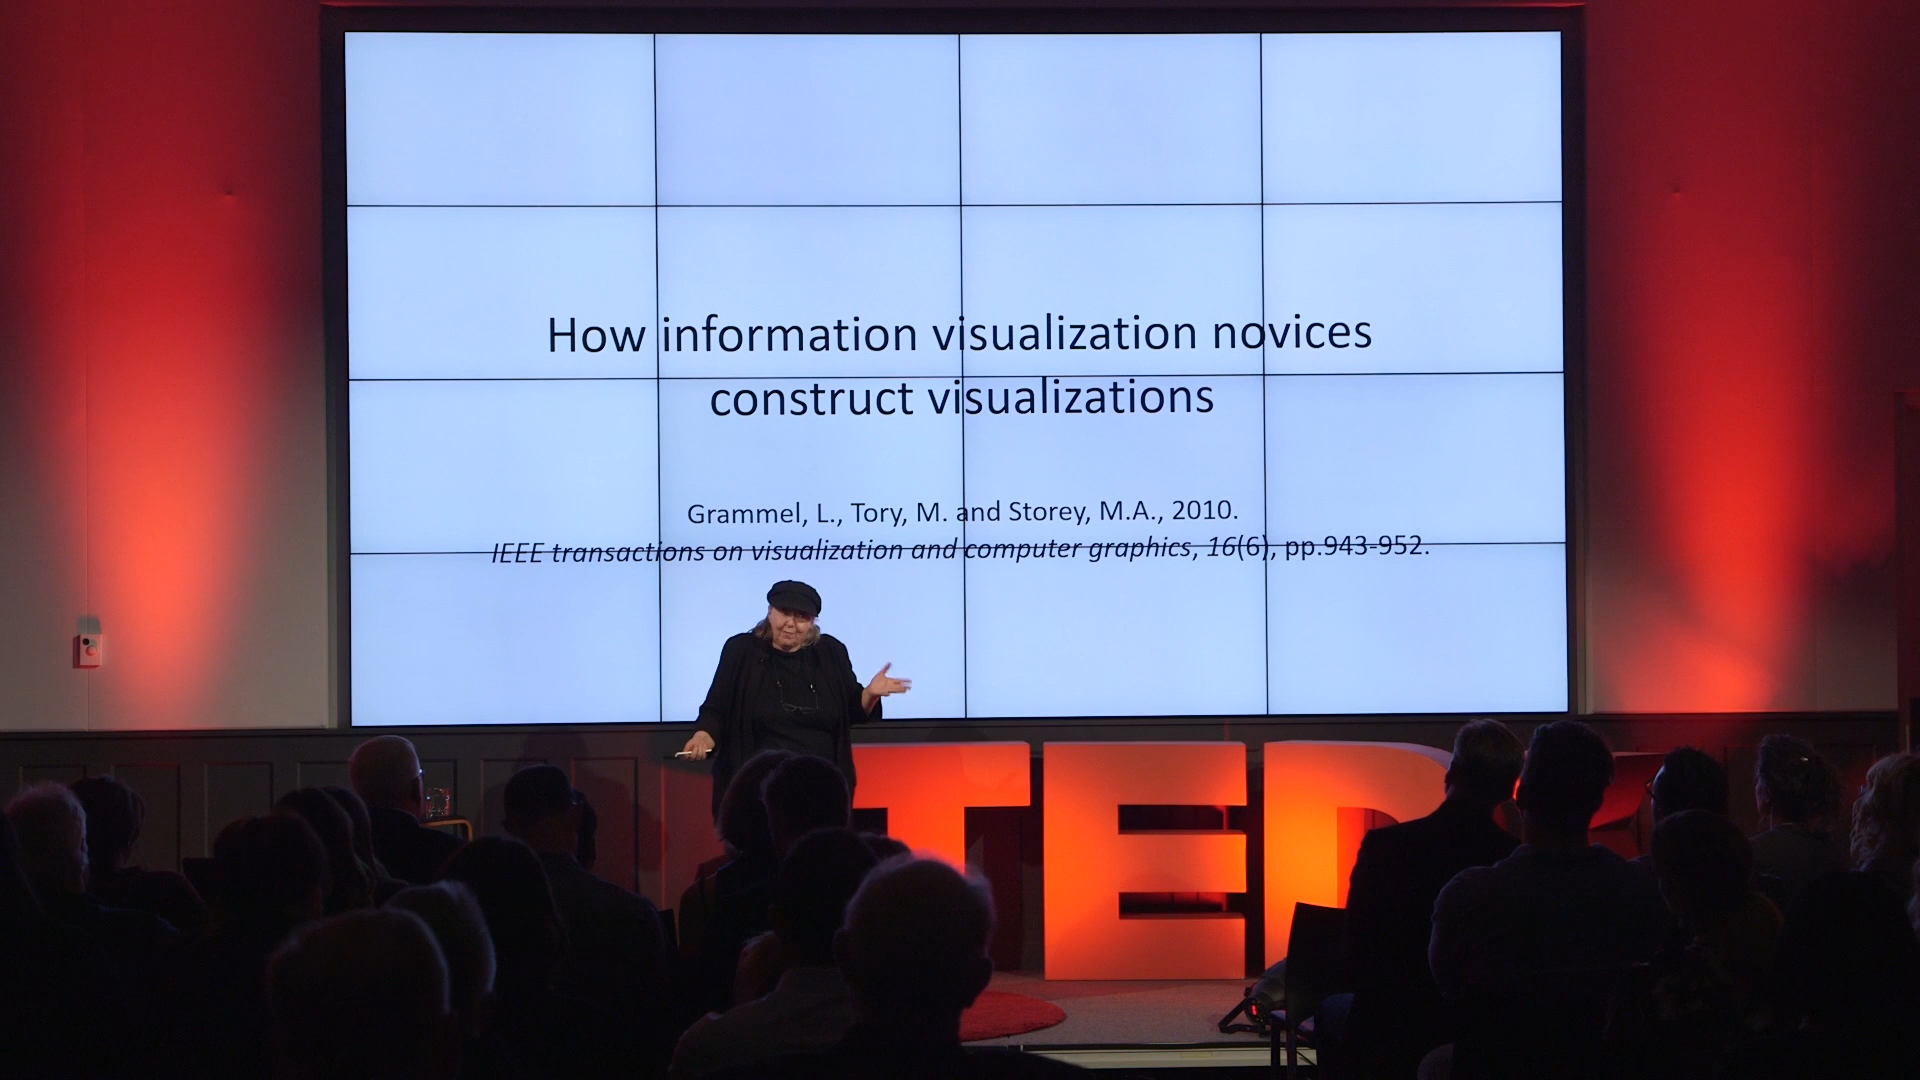 How information visualization novices
construct visualizations
Grammel, L., Tory, M. and Storey, M.A., 2010.
IEEE transactions on visualization and computer graphics, 16(6), pp.943-952.
TED